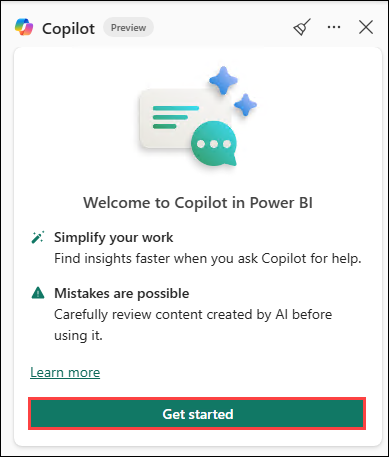 Copilot Preview
Welcome to Copilot in Power BI
Simplify your work
Find insights faster when you ask Copilot for help.
Mistakes are possible
Carefully review content created by AI before
using it.
Learn more
Get started